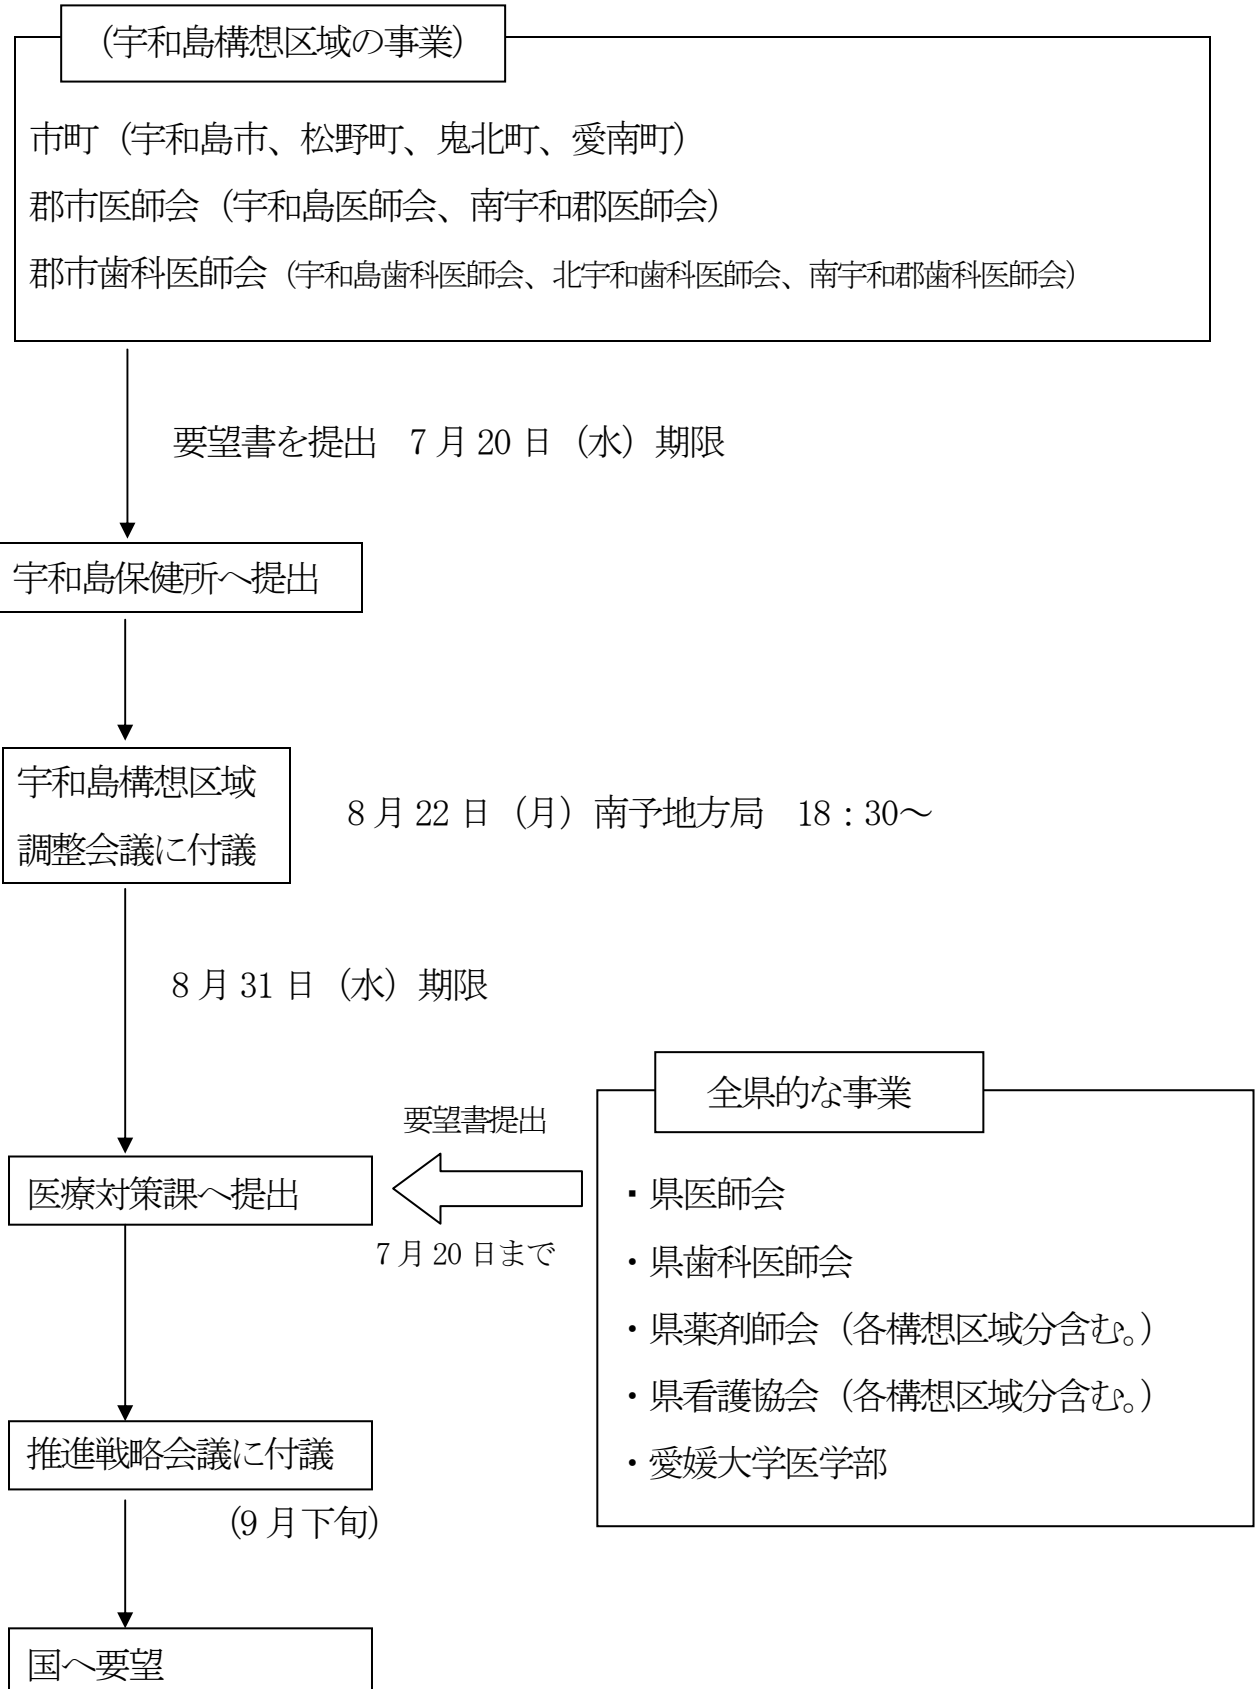 (宇和島構想区域の事業)
市町（宇和島市、松野町、鬼北町、愛南町）
郡市医師会（宇和島医師会、南宇和郡医師会）
郡市歯科医師会（宇和島歯科医師会、北宇和歯科医師会、南宇和郡歯科医師会）
要望書を提出　7月20日（水）期限
宇和島保健所へ提出
宇和島構想区域
調整会議に付議
8月22日（月）南予地方局　18：30～
8月31日（水）期限
全県的な事業
要望書提出
7月20日まで
医療対策課へ提出
・県医師会
・県歯科医師会
・県薬剤師会（各構想区域分含む。）
・県看護協会（各構想区域分含む。）
・愛媛大学医学部
推進戦略会議に付議
(9月下旬)
国へ要望